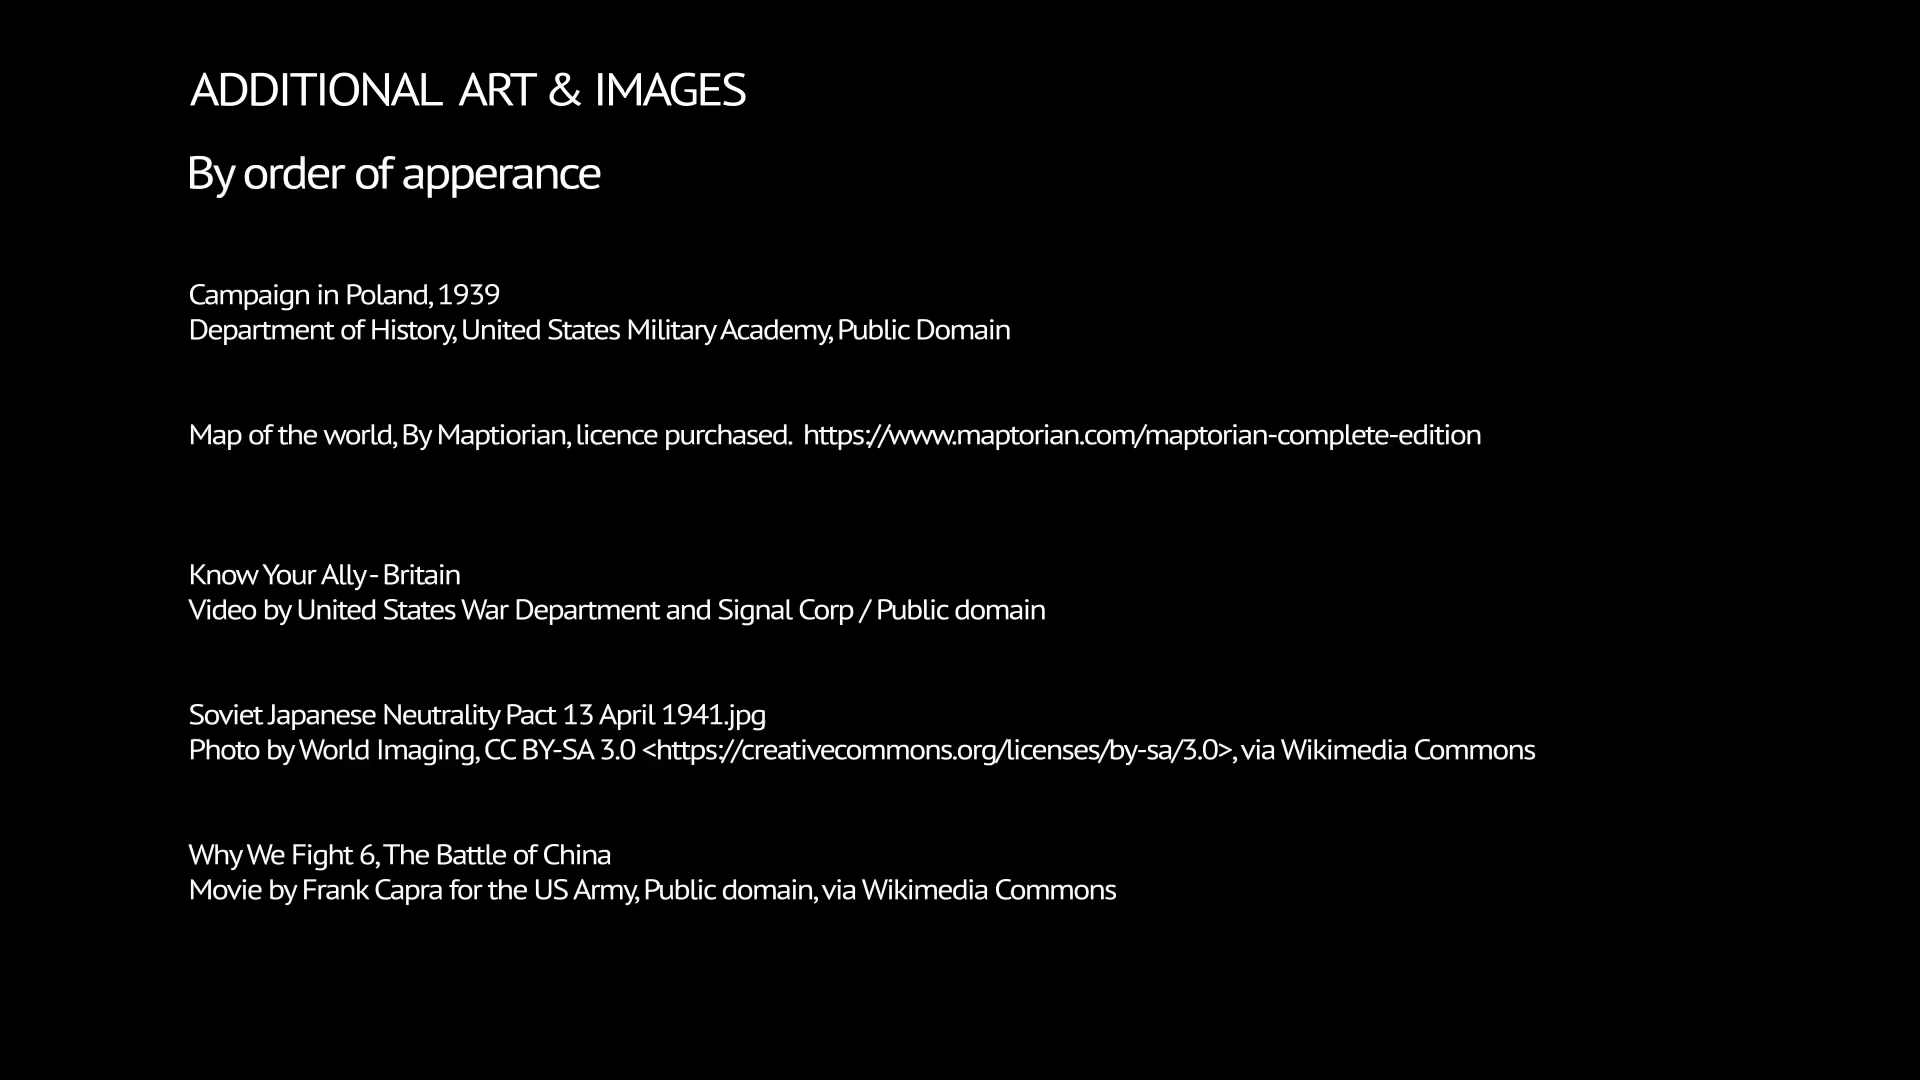 ADDITIONAL ART & IMAGES
By order of apperance
Campaign in Poland, 1939
Department of History, United States Military Academy, Public Domain
Map of the world, By Maptiorian, licence purchased. https://www.maptorian.com/maptorian-complete-edition
Know Your Ally - Britain
Video by United States War Department and Signal Corp / Public domain
Soviet Japanese Neutrality Pact 13 April 1941.jpg
Photo by World Imaging, CC BY-SA 3.0 <https://creativecommons.org/licenses/by-sa/3.0>, via Wikimedia Commons
Why We Fight 6, The Battle of China
Movie by Frank Capra for the US Army, Public domain, via Wikimedia Commons